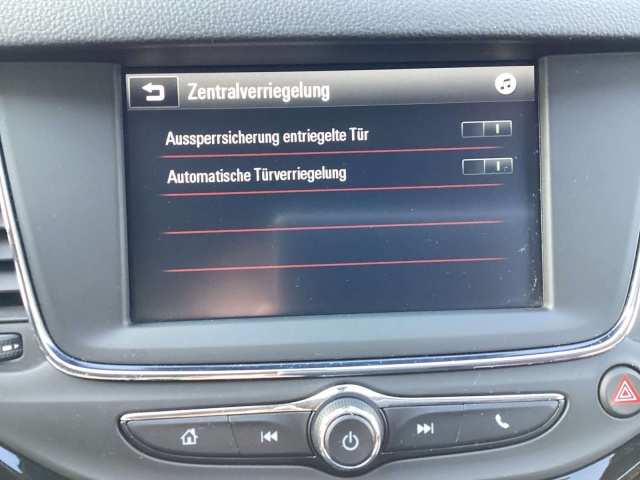 Zentralverriegelung
Aussperrsicherung entriegelte Tür
Automatische Türverriegelung